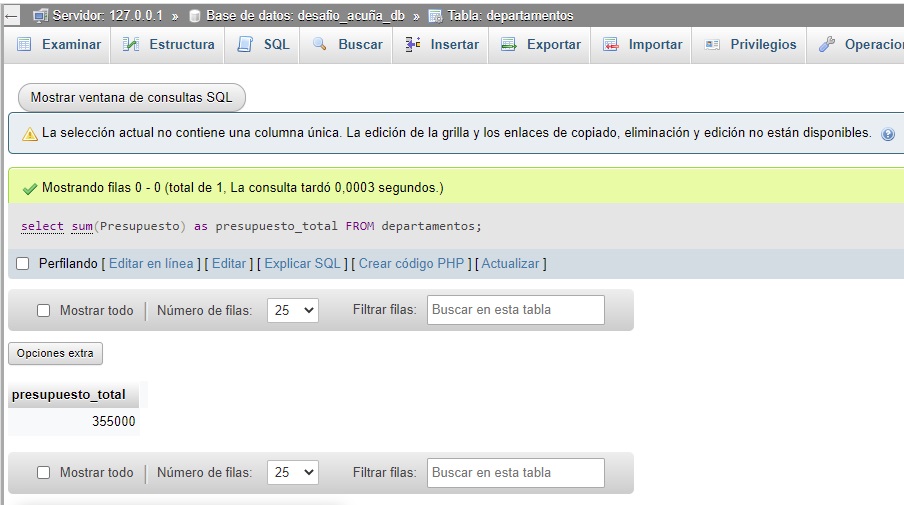 Servidor: 127.0.0.1 » Base de datos: desafio_acuña_db » Tabla: departamentos
Examinar Estructura SQL Buscar Insertar Exportar Importar Privilegios Operacion
Mostrar ventana de consultas SQL
La selección actual no contiene una columna única. La edición de la grilla y los enlaces de copiado, eliminación y edición no están disponibles.
Mostrando filas 0 - 0 (total de 1, La consulta tardó 0,0003 segundos.)
select sum(Presupuesto) as presupuesto_total FROM departamentos;
Perfilando [ Editar en línea ] [ Editar ] [ Explicar SQL ] [ Crear código PHP ] [ Actualizar ]
Mostrar todo Número de filas: 25 Filtrar filas: Buscar en esta tabla
Opciones extra
presupuesto_total
355000
Mostrar todo Número de filas: 25 Filtrar filas: Buscar en esta tabla